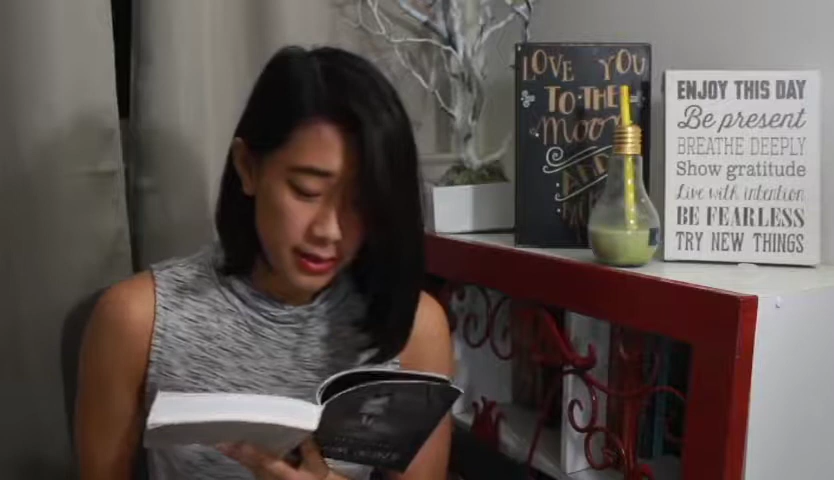 LOVE YOU
TO THE
moon
AND
ENJOY THIS DAY
Be present
BREATHE DEEPLY
Show gratitude
Live with intention
BE FEARLESS
TRY NEW THINGS